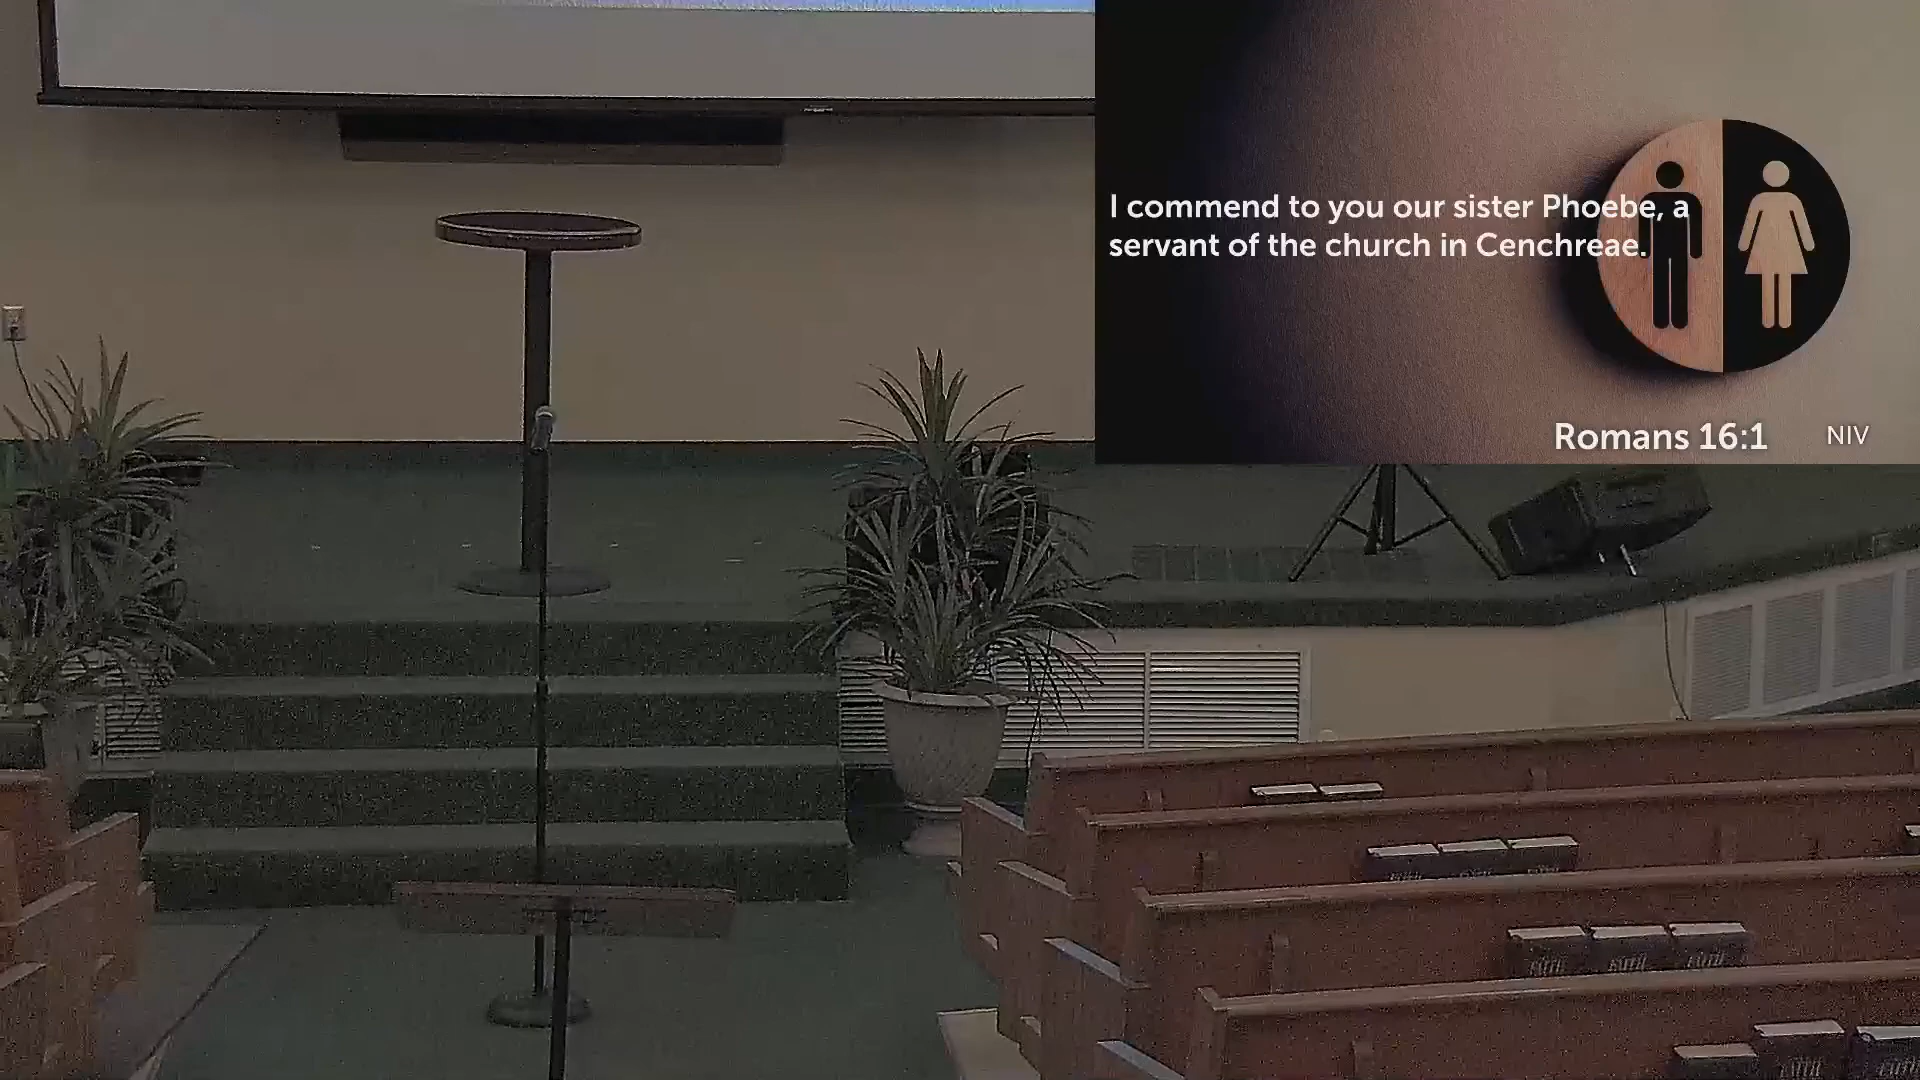 I commend to you our sister Phoebe, a
servant of the church in Cenchreae.
Romans 16:1 NIV